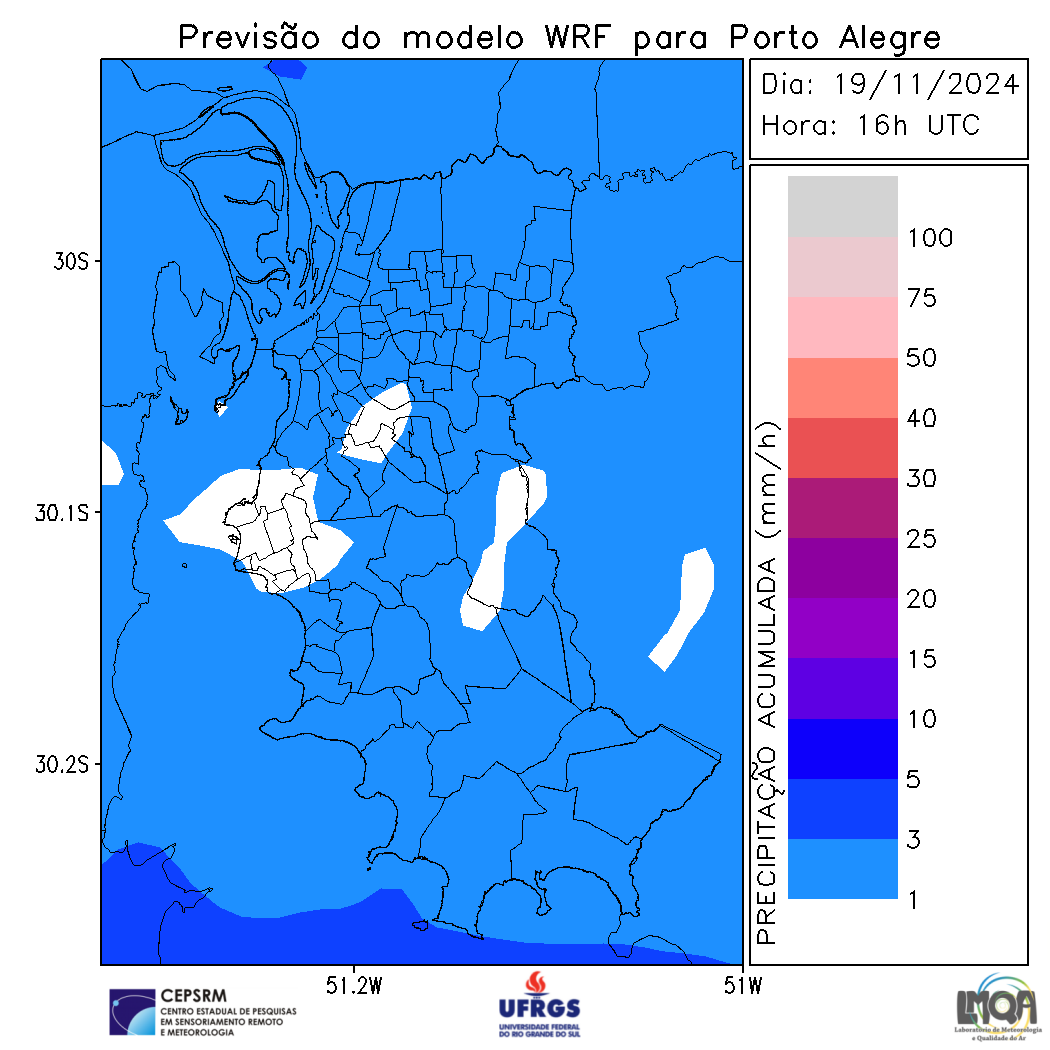 Previsão do modelo WRF para Porto Alegre
Dia: 19/11/2024
Hora: 16h UTC
30S
30.1S
30.2S
51.2W
51W
PRECIPITAÇÃO ACUMULADA (mm/h)
100
75
50
40
30
25
20
15
10
5
3
1
CEPSRM
CENTRO ESTADUAL DE PESQUISAS
EM SENSORIAMENTO REMOTO
E METEOROLOGIA
UFRGS
UNIVERSIDADE FEDERAL
DO RIO GRANDE DO SUL
LMQA
Laboratório de Meteorologia
e Qualidade do Ar